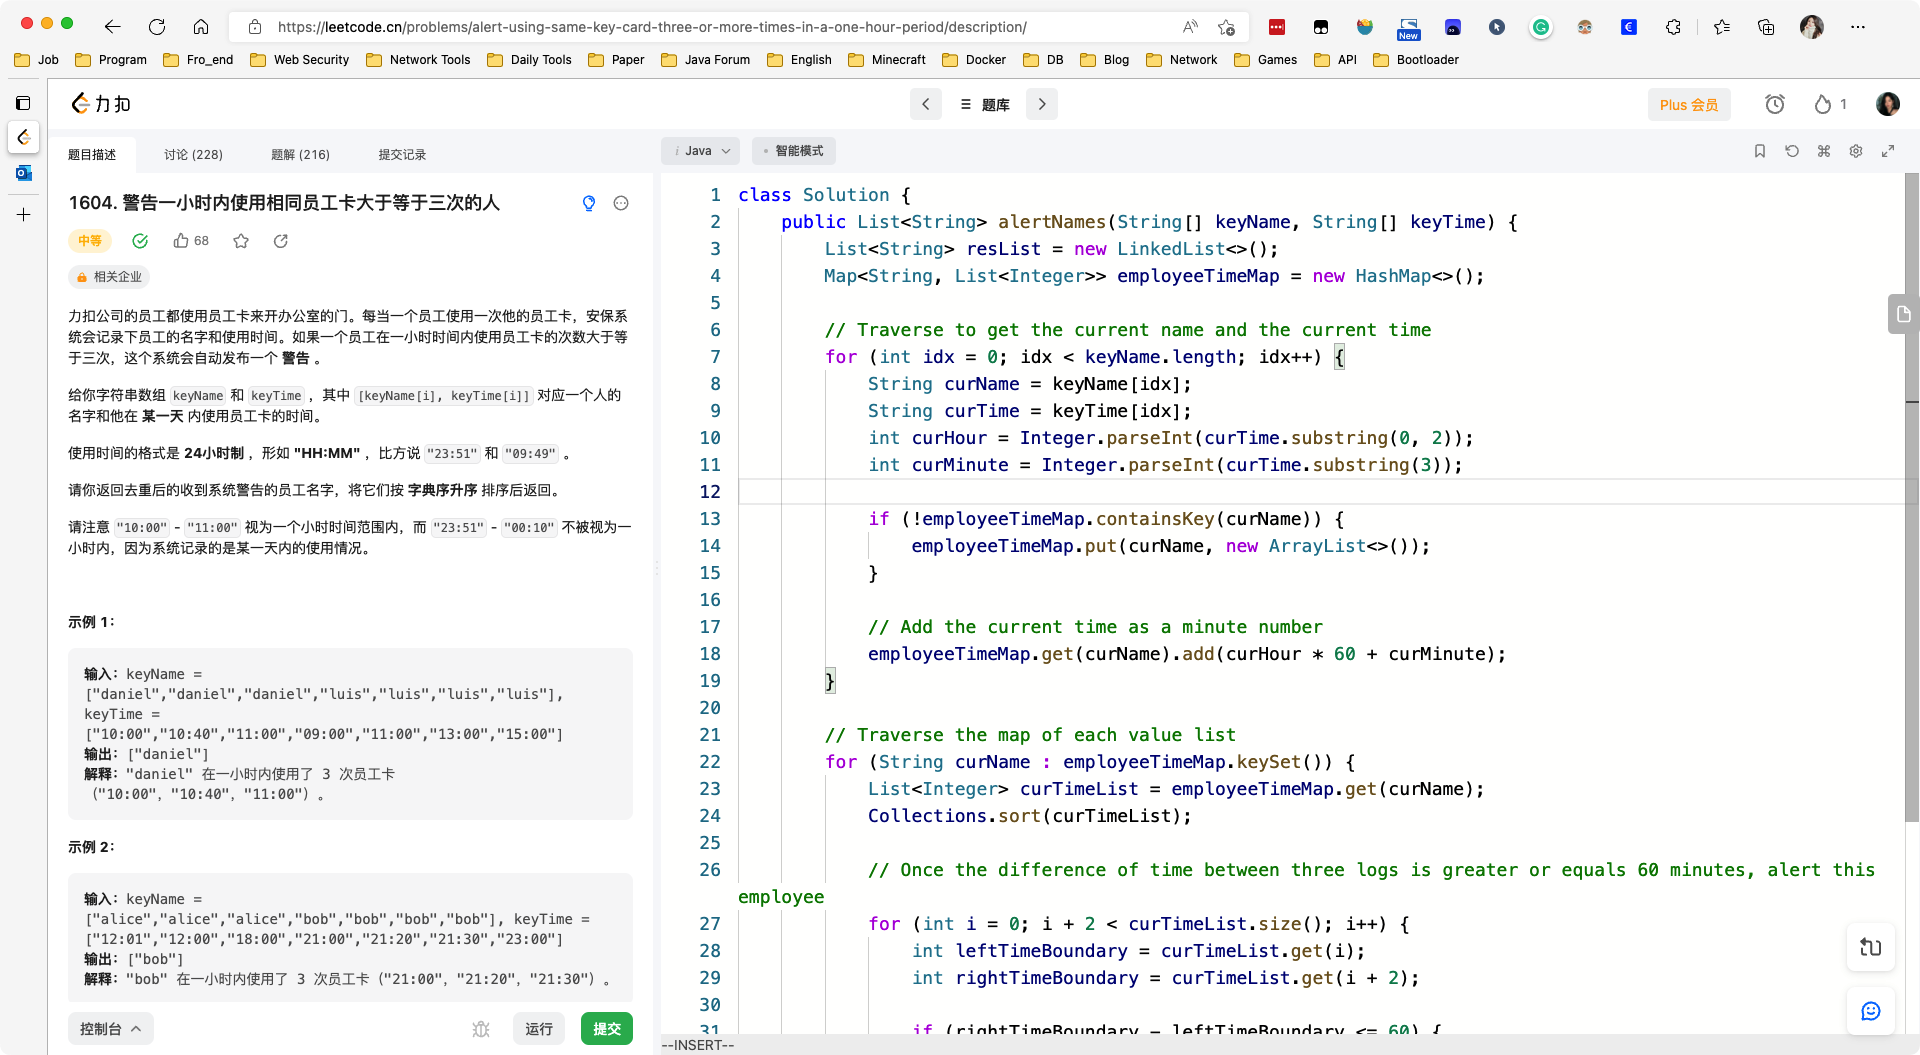 https://leetcode.cn/problems/alert-using-same-key-card-three-or-more-times-in-a-one-hour-period/description/
New
Job Program Fro_end Web Security Network Tools Daily Tools Paper Java Forum English Minecraft Docker DB Blog Network Games API Bootloader
力扣
题库
Plus 会员
1
题目描述
讨论 (228)
题解 (216)
提交记录
1604. 警告一小时内使用相同员工卡大于等于三次的人
中等
68
相关企业
力扣公司的员工都使用员工卡来开办公室的门。每当一个员工使用一次他的员工卡，安保系
统会记录下员工的名字和使用时间。如果一个员工在一小时时间内使用员工卡的次数大于等
于三次，这个系统会自动发布一个 警告 。
给你字符串数组 keyName 和 keyTime ，其中 [keyName[i], keyTime[i]] 对应一个人的
名字和他在 某一天 内使用员工卡的时间。
使用时间的格式是 24小时制 ，形如 "HH:MM" ，比方说 "23:51" 和 "09:49" 。
请你返回去重后的收到系统警告的员工名字，将它们按 字典序升序 排序后返回。
请注意 "10:00" - "11:00" 视为一个小时时间范围内，而 "23:51" - "00:10" 不被视为一
小时内，因为系统记录的是某一天内的使用情况。
示例 1：
输入：keyName =
["daniel","daniel","daniel","luis","luis","luis","luis"],
keyTime =
["10:00","10:40","11:00","09:00","11:00","13:00","15:00"]
输出：["daniel"]
解释："daniel" 在一小时内使用了 3 次员工卡
（"10:00"，"10:40"，"11:00"）。
示例 2：
输入：keyName =
["alice","alice","alice","bob","bob","bob","bob"], keyTime =
["12:01","12:00","18:00","21:00","21:20","21:30","23:00"]
输出：["bob"]
解释："bob" 在一小时内使用了 3 次员工卡（"21:00"，"21:20"，"21:30"）。
控制台
运行
提交
i Java
智能模式
1 class Solution {
2 public List<String> alertNames(String[] keyName, String[] keyTime) {
3 List<String> resList = new LinkedList<>();
4 Map<String, List<Integer>> employeeTimeMap = new HashMap<>();
5
6 // Traverse to get the current name and the current time
7 for (int idx = 0; idx < keyName.length; idx++) {
8 String curName = keyName[idx];
9 String curTime = keyTime[idx];
10 int curHour = Integer.parseInt(curTime.substring(0, 2));
11 int curMinute = Integer.parseInt(curTime.substring(3));
12
13 if (!employeeTimeMap.containsKey(curName)) {
14 employeeTimeMap.put(curName, new ArrayList<>());
15 }
16
17 // Add the current time as a minute number
18 employeeTimeMap.get(curName).add(curHour * 60 + curMinute);
19 }
20
21 // Traverse the map of each value list
22 for (String curName : employeeTimeMap.keySet()) {
23 List<Integer> curTimeList = employeeTimeMap.get(curName);
24 Collections.sort(curTimeList);
25
26 // Once the difference of time between three logs is greater or equals 60 minutes, alert this
employee
27 for (int i = 0; i + 2 < curTimeList.size(); i++) {
28 int leftTimeBoundary = curTimeList.get(i);
29 int rightTimeBoundary = curTimeList.get(i + 2);
30
31 if (rightTimeBoundary - leftTimeBoundary <= 60) {
--INSERT--